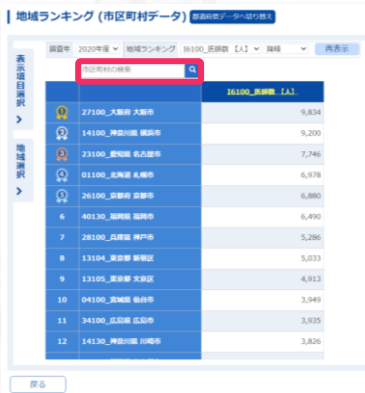 地域ランキング (市区町村データ) 都道府県データへ切り替え
調査年 2020年度 地域ランキング I6100_医師数【人】 降順 再表示
表示項目選択
地域選択
市区町村の検索
I6100_医師数【人】
1 27100_大阪府 大阪市 9,834
2 14100_神奈川県 横浜市 9,200
3 23100_愛知県 名古屋市 7,746
4 01100_北海道 札幌市 6,978
5 26100_京都府 京都市 6,880
6 40130_福岡県 福岡市 6,490
7 28100_兵庫県 神戸市 5,286
8 13104_東京都 新宿区 5,033
9 13105_東京都 文京区 4,913
10 04100_宮城県 仙台市 3,949
11 34100_広島県 広島市 3,935
12 14130_神奈川県 川崎市 3,826
戻る